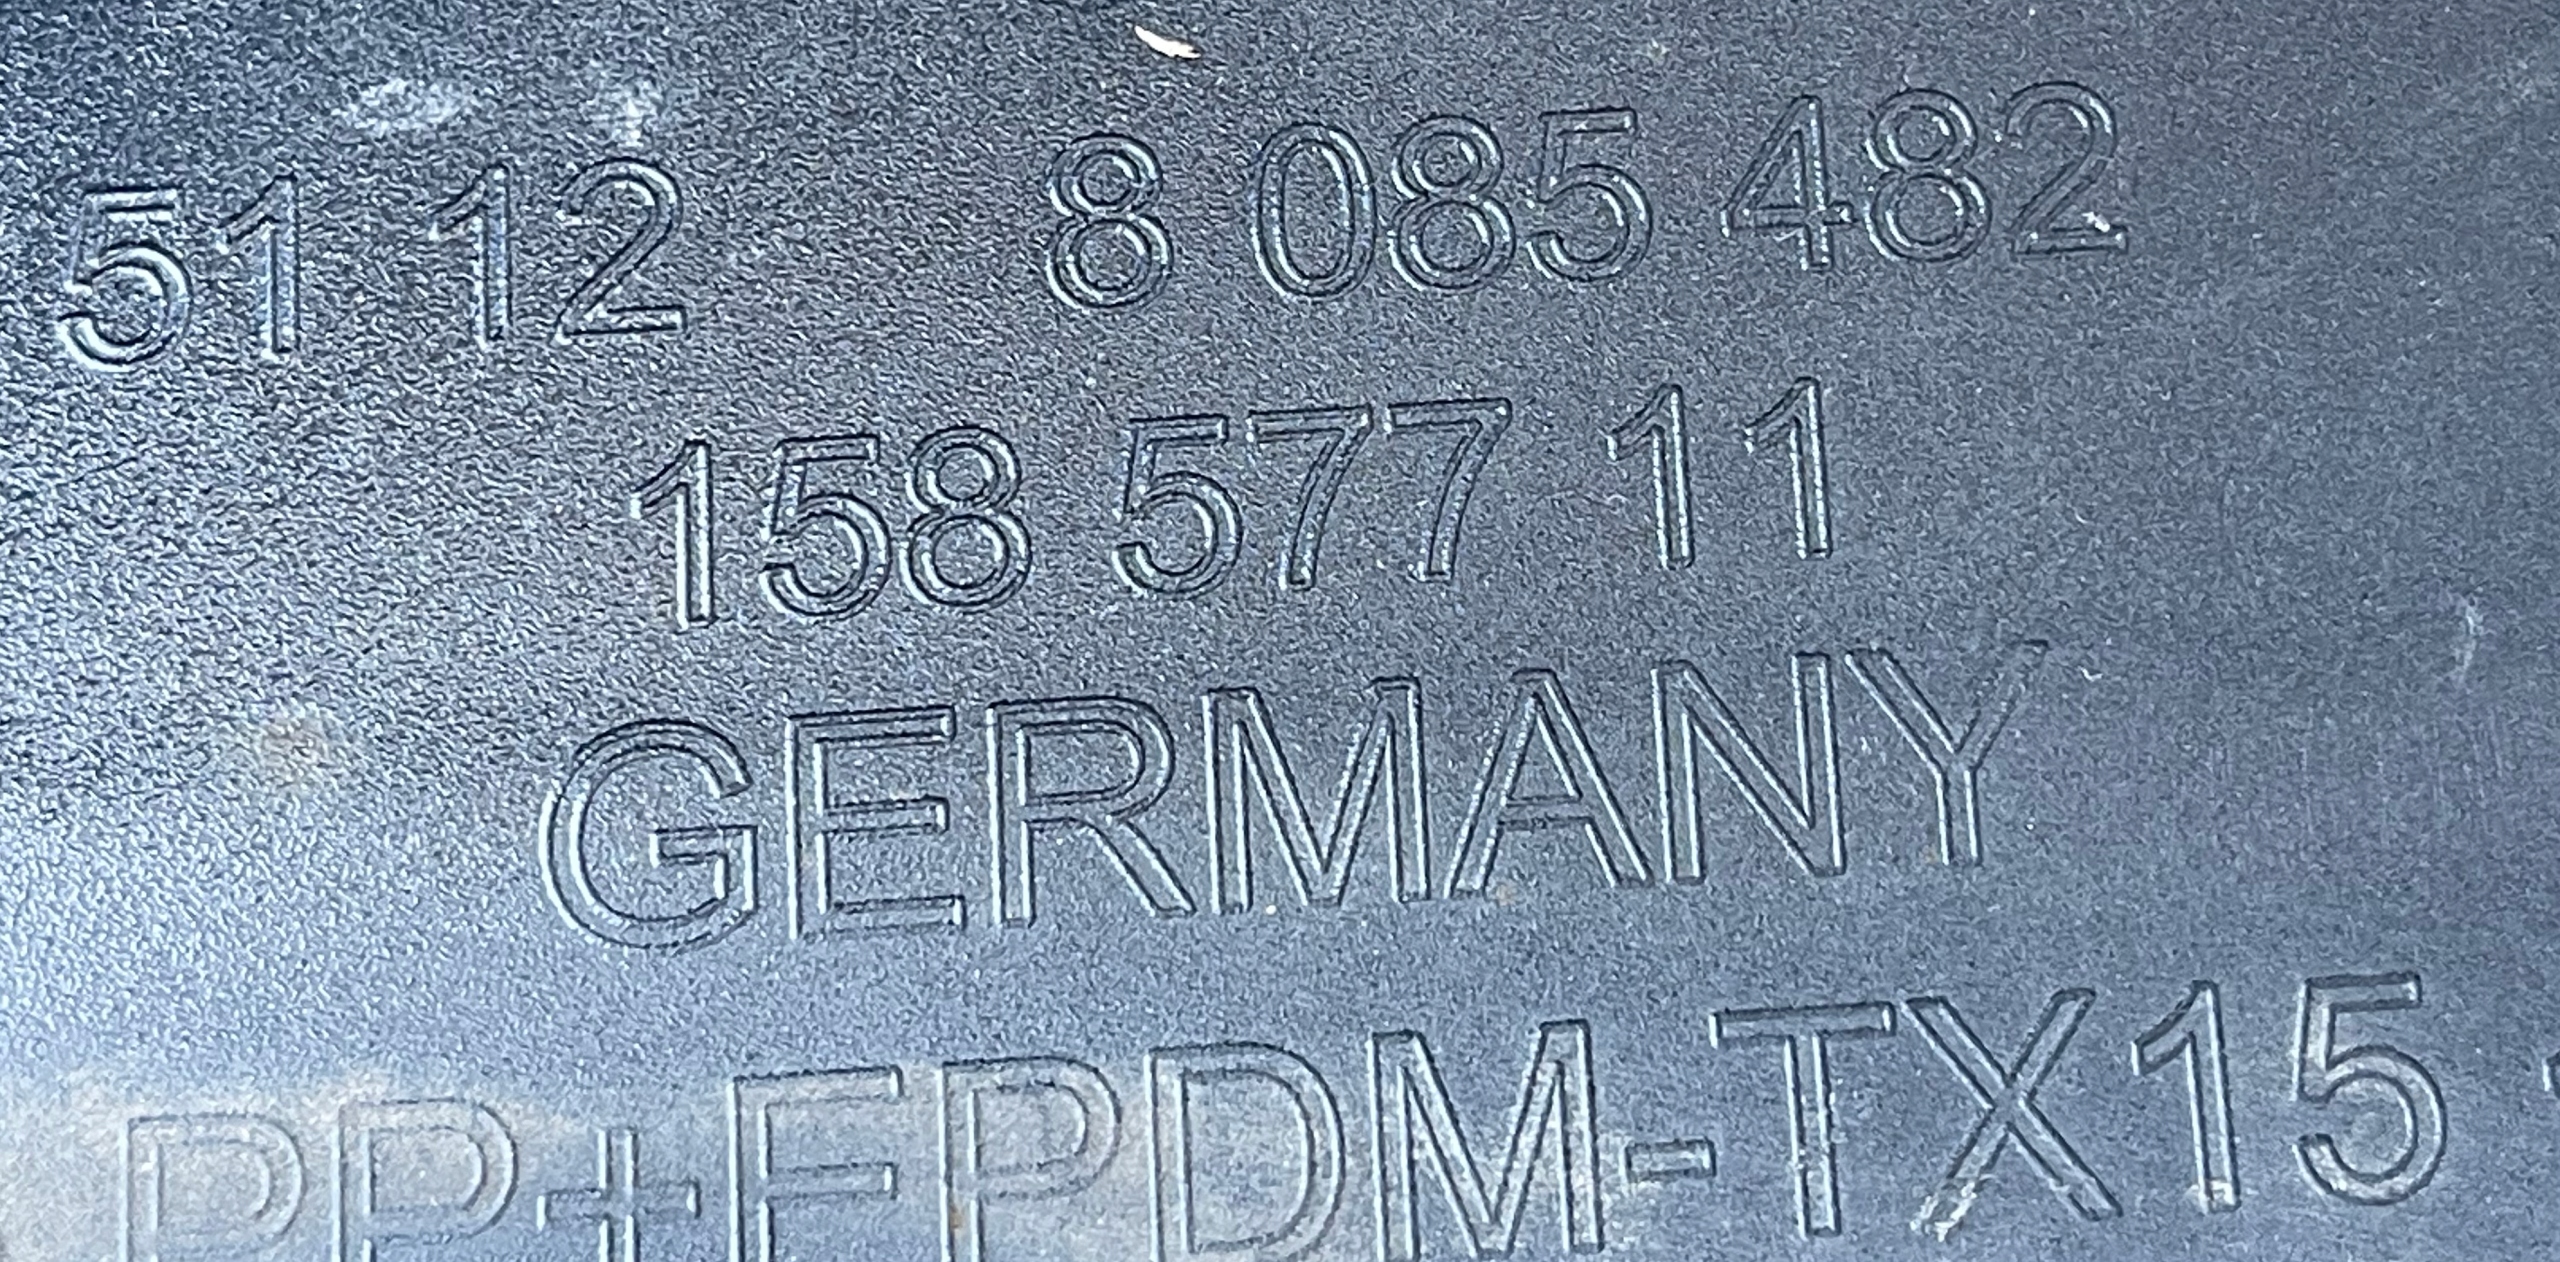 51 12 8 085 482
158 577 11
GERMANY
PP+EPDM-TX15